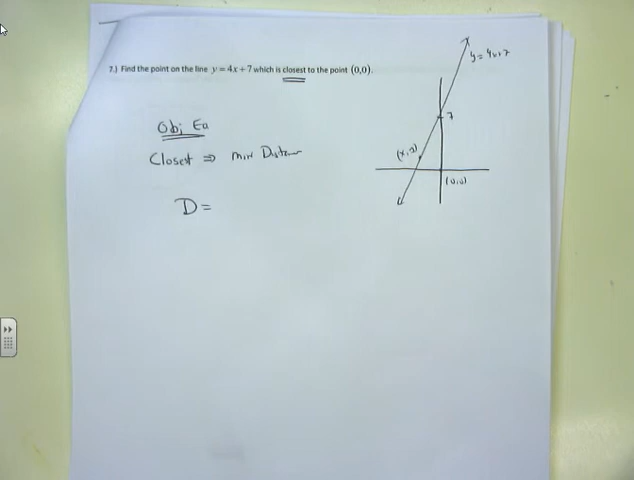 7.) Find the point on the line y = 4x + 7 which is closest to the point (0,0).
y = 4x+7
Obj Eq
7
Closest ⇒ min Distance
(x,y)
(0,0)
D =